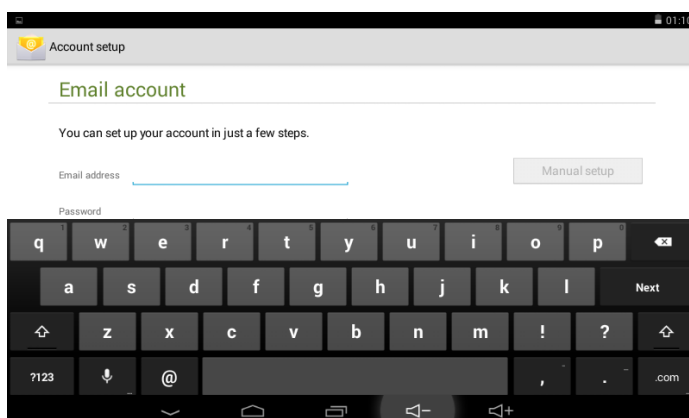 01:10
Account setup
Email account
You can set up your account in just a few steps.
Email address
Manual setup
Password
1 2 3 4 5 6 7 8 9 0
q w e r t y u i o p
a s d f g h j k l Next
z x c v b n m ! ?
?123 @ , . .com